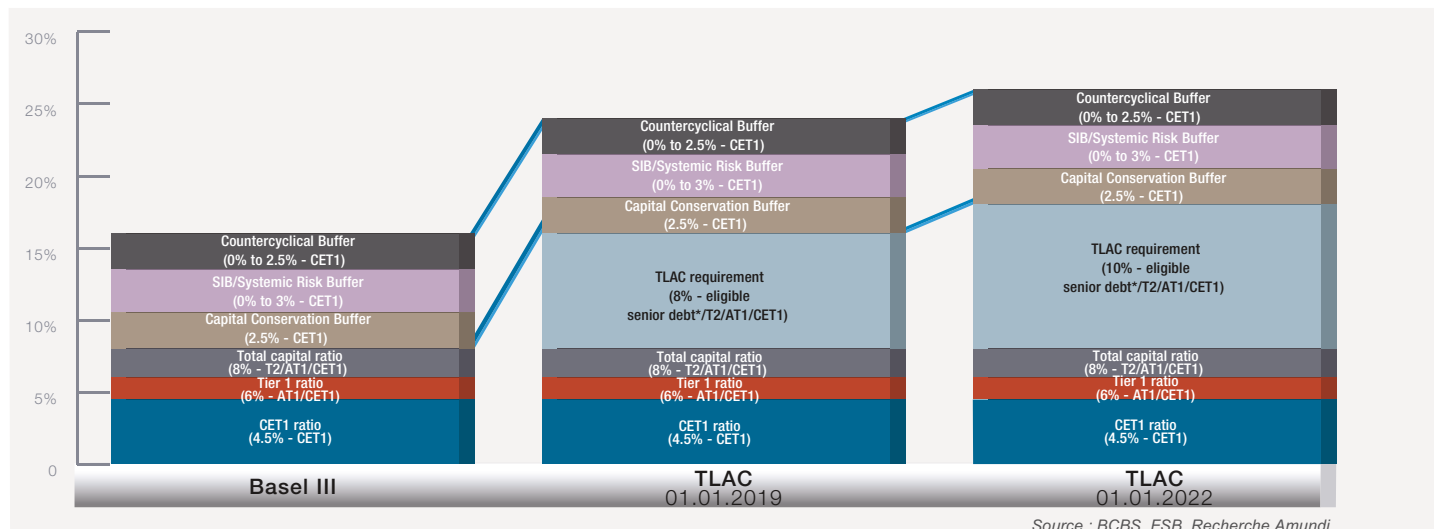 30%
25%
20%
15%
10%
5%
0
Countercyclical Buffer
(0% to 2.5% - CET1)
SIB/Systemic Risk Buffer
(0% to 3% - CET1)
Capital Conservation Buffer
(2.5% - CET1)
Total capital ratio
(8% - T2/AT1/CET1)
Tier 1 ratio
(6% - AT1/CET1)
CET1 ratio
(4.5% - CET1)
Basel III
Countercyclical Buffer
(0% to 2.5% - CET1)
SIB/Systemic Risk Buffer
(0% to 3% - CET1)
Capital Conservation Buffer
(2.5% - CET1)
TLAC requirement
(8% - eligible
senior debt*/T2/AT1/CET1)
Total capital ratio
(8% - T2/AT1/CET1)
Tier 1 ratio
(6% - AT1/CET1)
CET1 ratio
(4.5% - CET1)
TLAC
01.01.2019
Countercyclical Buffer
(0% to 2.5% - CET1)
SIB/Systemic Risk Buffer
(0% to 3% - CET1)
Capital Conservation Buffer
(2.5% - CET1)
TLAC requirement
(10% - eligible
senior debt*/T2/AT1/CET1)
Total capital ratio
(8% - T2/AT1/CET1)
Tier 1 ratio
(6% - AT1/CET1)
CET1 ratio
(4.5% - CET1)
TLAC
01.01.2022
Source : BCBS, FSB, Recherche Amundi